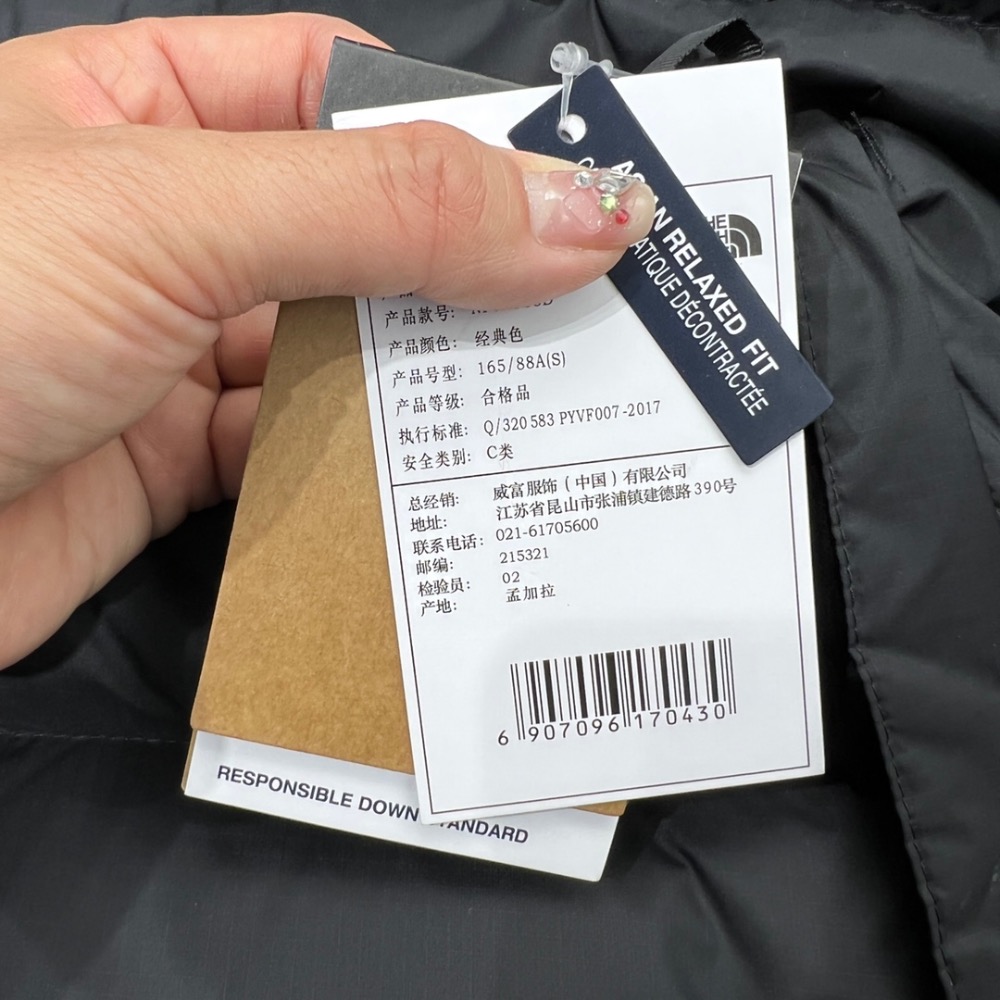 RELAXED FIT
DÉCONTRACTÉE
产品款号:
产品颜色: 经典色
产品号型: 165/88A(S)
产品等级: 合格品
执行标准: Q/320583 PYVF007-2017
安全类别: C类
总经销: 威富服饰（中国）有限公司
地址: 江苏省昆山市张浦镇建德路390号
联系电话: 021-61705600
邮编: 215321
检验员: 02
产地: 孟加拉
6 907096 170430
RESPONSIBLE DOWN STANDARD